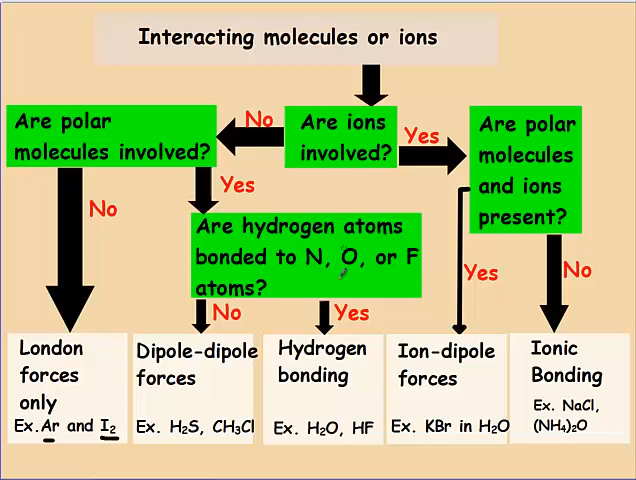 Interacting molecules or ions
Are polar
molecules involved?
No
Are ions
involved?
Yes
Are polar
molecules
and ions
present?
No
Yes
Are hydrogen atoms
bonded to N, O, or F
atoms?
Yes
No
No
Yes
London
forces
only
Ex. Ar and I₂
Dipole-dipole
forces
Ex. H₂S, CH₃Cl
Hydrogen
bonding
Ex. H₂O, HF
Ion-dipole
forces
Ex. KBr in H₂O
Ionic
Bonding
Ex. NaCl,
(NH₄)₂O